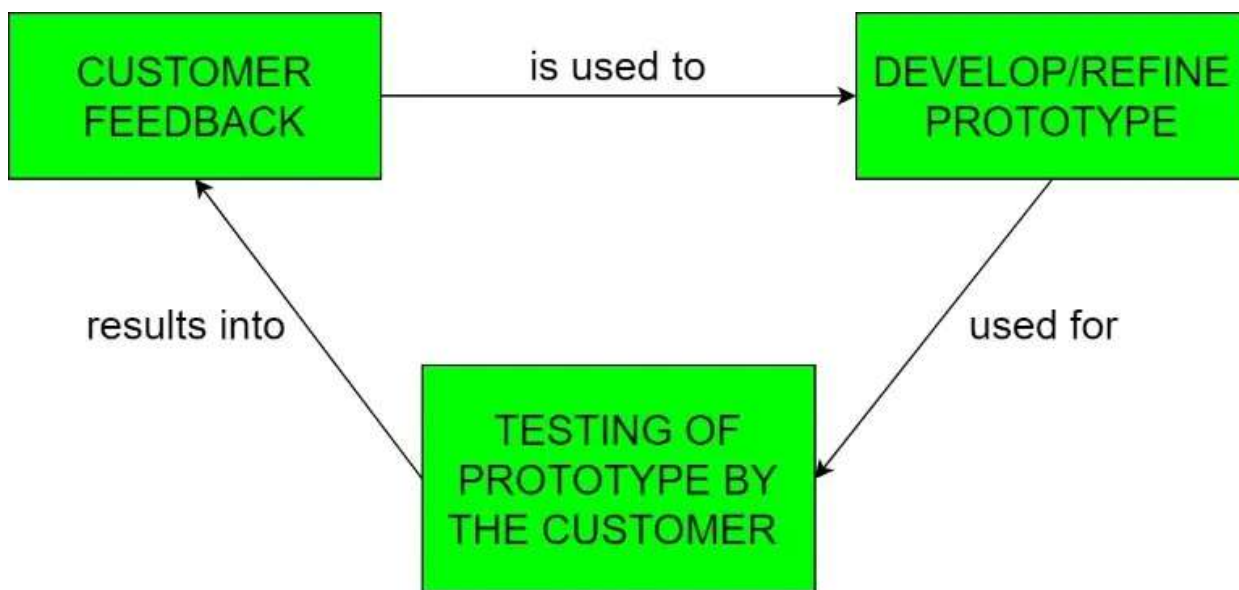 CUSTOMER
FEEDBACK
is used to
DEVELOP/REFINE
PROTOTYPE
results into
used for
TESTING OF
PROTOTYPE BY
THE CUSTOMER